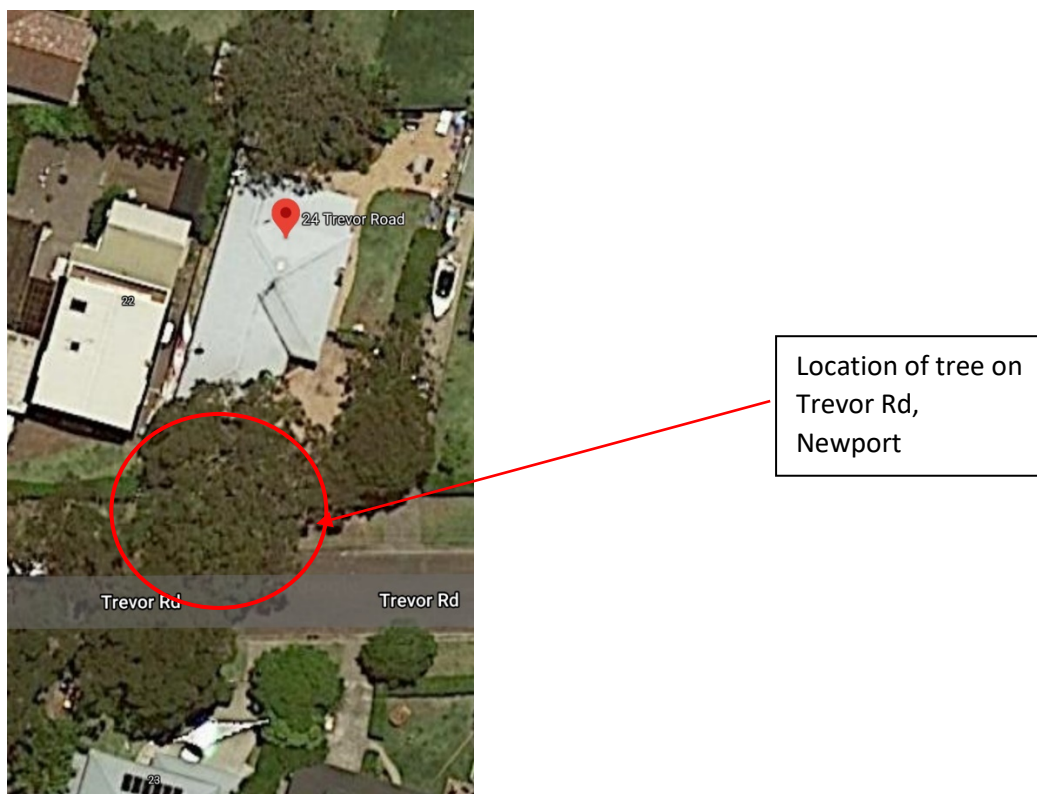 24 Trevor Road
22
Location of tree on
Trevor Rd,
Newport
Trevor Rd
Trevor Rd
23